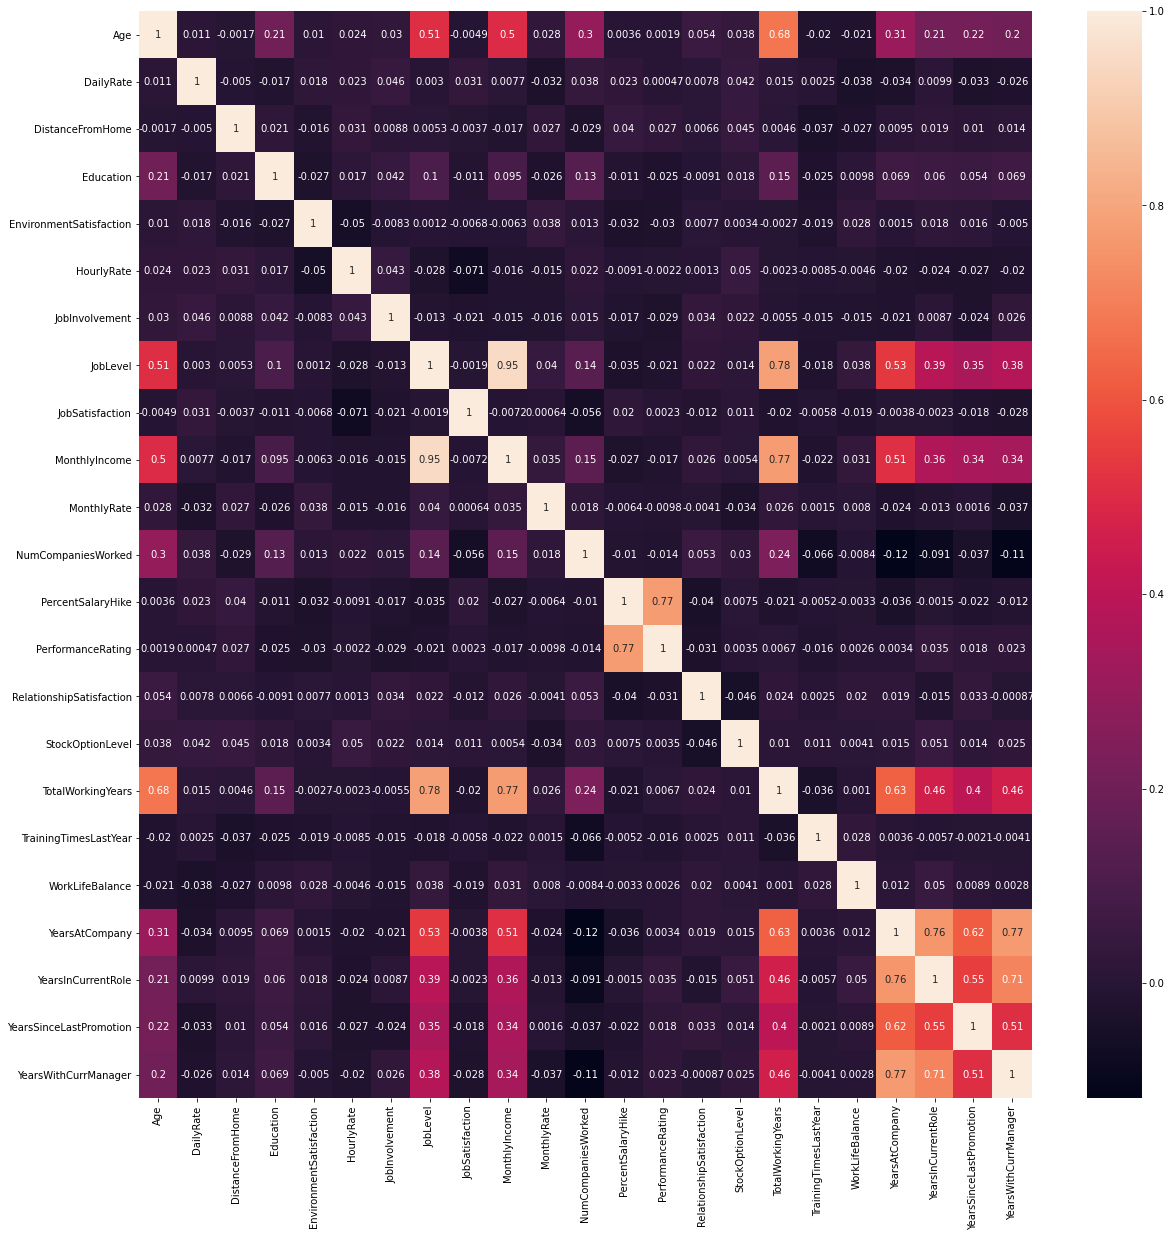 Age 1 0.011 -0.0017 0.21 0.01 0.024 0.03 0.51 -0.0049 0.5 0.028 0.3 0.0036 0.0019 0.054 0.038 0.68 -0.02 -0.021 0.31 0.21 0.22 0.2
DailyRate 0.011 1 -0.005 -0.017 0.018 0.023 0.046 0.003 0.031 0.0077 -0.032 0.038 0.023 0.00047 0.0078 0.042 0.015 0.0025 -0.038 -0.034 0.0099 -0.033 -0.026
DistanceFromHome -0.0017 -0.005 1 0.021 -0.016 0.031 0.0088 0.0053 -0.0037 -0.017 0.027 -0.029 0.04 0.027 0.0066 0.045 0.0046 -0.037 -0.027 0.0095 0.019 0.01 0.014
Education 0.21 -0.017 0.021 1 -0.027 0.017 0.042 0.1 -0.011 0.095 -0.026 0.13 -0.011 -0.025 -0.0091 0.018 0.15 -0.025 0.0098 0.069 0.06 0.054 0.069
EnvironmentSatisfaction 0.01 0.018 -0.016 -0.027 1 -0.05 -0.0083 0.0012 -0.0068 -0.0063 0.038 0.013 -0.032 -0.03 0.0077 0.0034 -0.0027 -0.019 0.028 0.0015 0.018 0.016 -0.005
HourlyRate 0.024 0.023 0.031 0.017 -0.05 1 0.043 -0.028 -0.071 -0.016 -0.015 0.022 -0.0091 -0.0022 0.0013 0.05 -0.0023 -0.0085 -0.0046 -0.02 -0.024 -0.027 -0.02
JobInvolvement 0.03 0.046 0.0088 0.042 -0.0083 0.043 1 -0.013 -0.021 -0.015 -0.016 0.015 -0.017 -0.029 0.034 0.022 -0.0055 -0.015 -0.015 -0.021 0.0087 -0.024 0.026
JobLevel 0.51 0.003 0.0053 0.1 0.0012 -0.028 -0.013 1 -0.0019 0.95 0.04 0.14 -0.035 -0.021 0.022 0.014 0.78 -0.018 0.038 0.53 0.39 0.35 0.38
JobSatisfaction -0.0049 0.031 -0.0037 -0.011 -0.0068 -0.071 -0.021 -0.0019 1 -0.0072 0.00064 -0.056 0.02 0.0023 -0.012 0.011 -0.02 -0.0058 -0.019 -0.0038 -0.0023 -0.018 -0.028
MonthlyIncome 0.5 0.0077 -0.017 0.095 -0.0063 -0.016 -0.015 0.95 -0.0072 1 0.035 0.15 -0.027 -0.017 0.026 0.0054 0.77 -0.022 0.031 0.51 0.36 0.34 0.34
MonthlyRate 0.028 -0.032 0.027 -0.026 0.038 -0.015 -0.016 0.04 0.00064 0.035 1 0.018 -0.0064 -0.0098 -0.0041 -0.034 0.026 0.0015 0.008 -0.024 -0.013 0.0016 -0.037
NumCompaniesWorked 0.3 0.038 -0.029 0.13 0.013 0.022 0.015 0.14 -0.056 0.15 0.018 1 -0.01 -0.014 0.053 0.03 0.24 -0.066 -0.0084 -0.12 -0.091 -0.037 -0.11
PercentSalaryHike 0.0036 0.023 0.04 -0.011 -0.032 -0.0091 -0.017 -0.035 0.02 -0.027 -0.0064 -0.01 1 0.77 -0.04 0.0075 -0.021 -0.0052 -0.0033 -0.036 -0.0015 -0.022 -0.012
PerformanceRating 0.0019 0.00047 0.027 -0.025 -0.03 -0.0022 -0.029 -0.021 0.0023 -0.017 -0.0098 -0.014 0.77 1 -0.031 0.0035 0.0067 -0.016 0.0026 0.0034 0.035 0.018 0.023
RelationshipSatisfaction 0.054 0.0078 0.0066 -0.0091 0.0077 0.0013 0.034 0.022 -0.012 0.026 -0.0041 0.053 -0.04 -0.031 1 -0.046 0.024 0.0025 0.02 0.019 -0.015 0.033 -0.00087
StockOptionLevel 0.038 0.042 0.045 0.018 0.0034 0.05 0.022 0.014 0.011 0.0054 -0.034 0.03 0.0075 0.0035 -0.046 1 0.01 0.011 0.0041 0.015 0.051 0.014 0.025
TotalWorkingYears 0.68 0.015 0.0046 0.15 -0.0027 -0.0023 -0.0055 0.78 -0.02 0.77 0.026 0.24 -0.021 0.0067 0.024 0.01 1 -0.036 0.001 0.63 0.46 0.4 0.46
TrainingTimesLastYear -0.02 0.0025 -0.037 -0.025 -0.019 -0.0085 -0.015 -0.018 -0.0058 -0.022 0.0015 -0.066 -0.0052 -0.016 0.0025 0.011 -0.036 1 0.028 0.0036 -0.0057 -0.0021 -0.0041
WorkLifeBalance -0.021 -0.038 -0.027 0.0098 0.028 -0.0046 -0.015 0.038 -0.019 0.031 0.008 -0.0084 -0.0033 0.0026 0.02 0.0041 0.001 0.028 1 0.012 0.05 0.0089 0.0028
YearsAtCompany 0.31 -0.034 0.0095 0.069 0.0015 -0.02 -0.021 0.53 -0.0038 0.51 -0.024 -0.12 -0.036 0.0034 0.019 0.015 0.63 0.0036 0.012 1 0.76 0.62 0.77
YearsInCurrentRole 0.21 0.0099 0.019 0.06 0.018 -0.024 0.0087 0.39 -0.0023 0.36 -0.013 -0.091 -0.0015 0.035 -0.015 0.051 0.46 -0.0057 0.05 0.76 1 0.55 0.71
YearsSinceLastPromotion 0.22 -0.033 0.01 0.054 0.016 -0.027 -0.024 0.35 -0.018 0.34 0.0016 -0.037 -0.022 0.018 0.033 0.014 0.4 -0.0021 0.0089 0.62 0.55 1 0.51
YearsWithCurrManager 0.2 -0.026 0.014 0.069 -0.005 -0.02 0.026 0.38 -0.028 0.34 -0.037 -0.11 -0.012 0.023 -0.00087 0.025 0.46 -0.0041 0.0028 0.77 0.71 0.51 1
Age
DailyRate
DistanceFromHome
Education
EnvironmentSatisfaction
HourlyRate
JobInvolvement
JobLevel
JobSatisfaction
MonthlyIncome
MonthlyRate
NumCompaniesWorked
PercentSalaryHike
PerformanceRating
RelationshipSatisfaction
StockOptionLevel
TotalWorkingYears
TrainingTimesLastYear
WorkLifeBalance
YearsAtCompany
YearsInCurrentRole
YearsSinceLastPromotion
YearsWithCurrManager
1.0
0.8
0.6
0.4
0.2
0.0